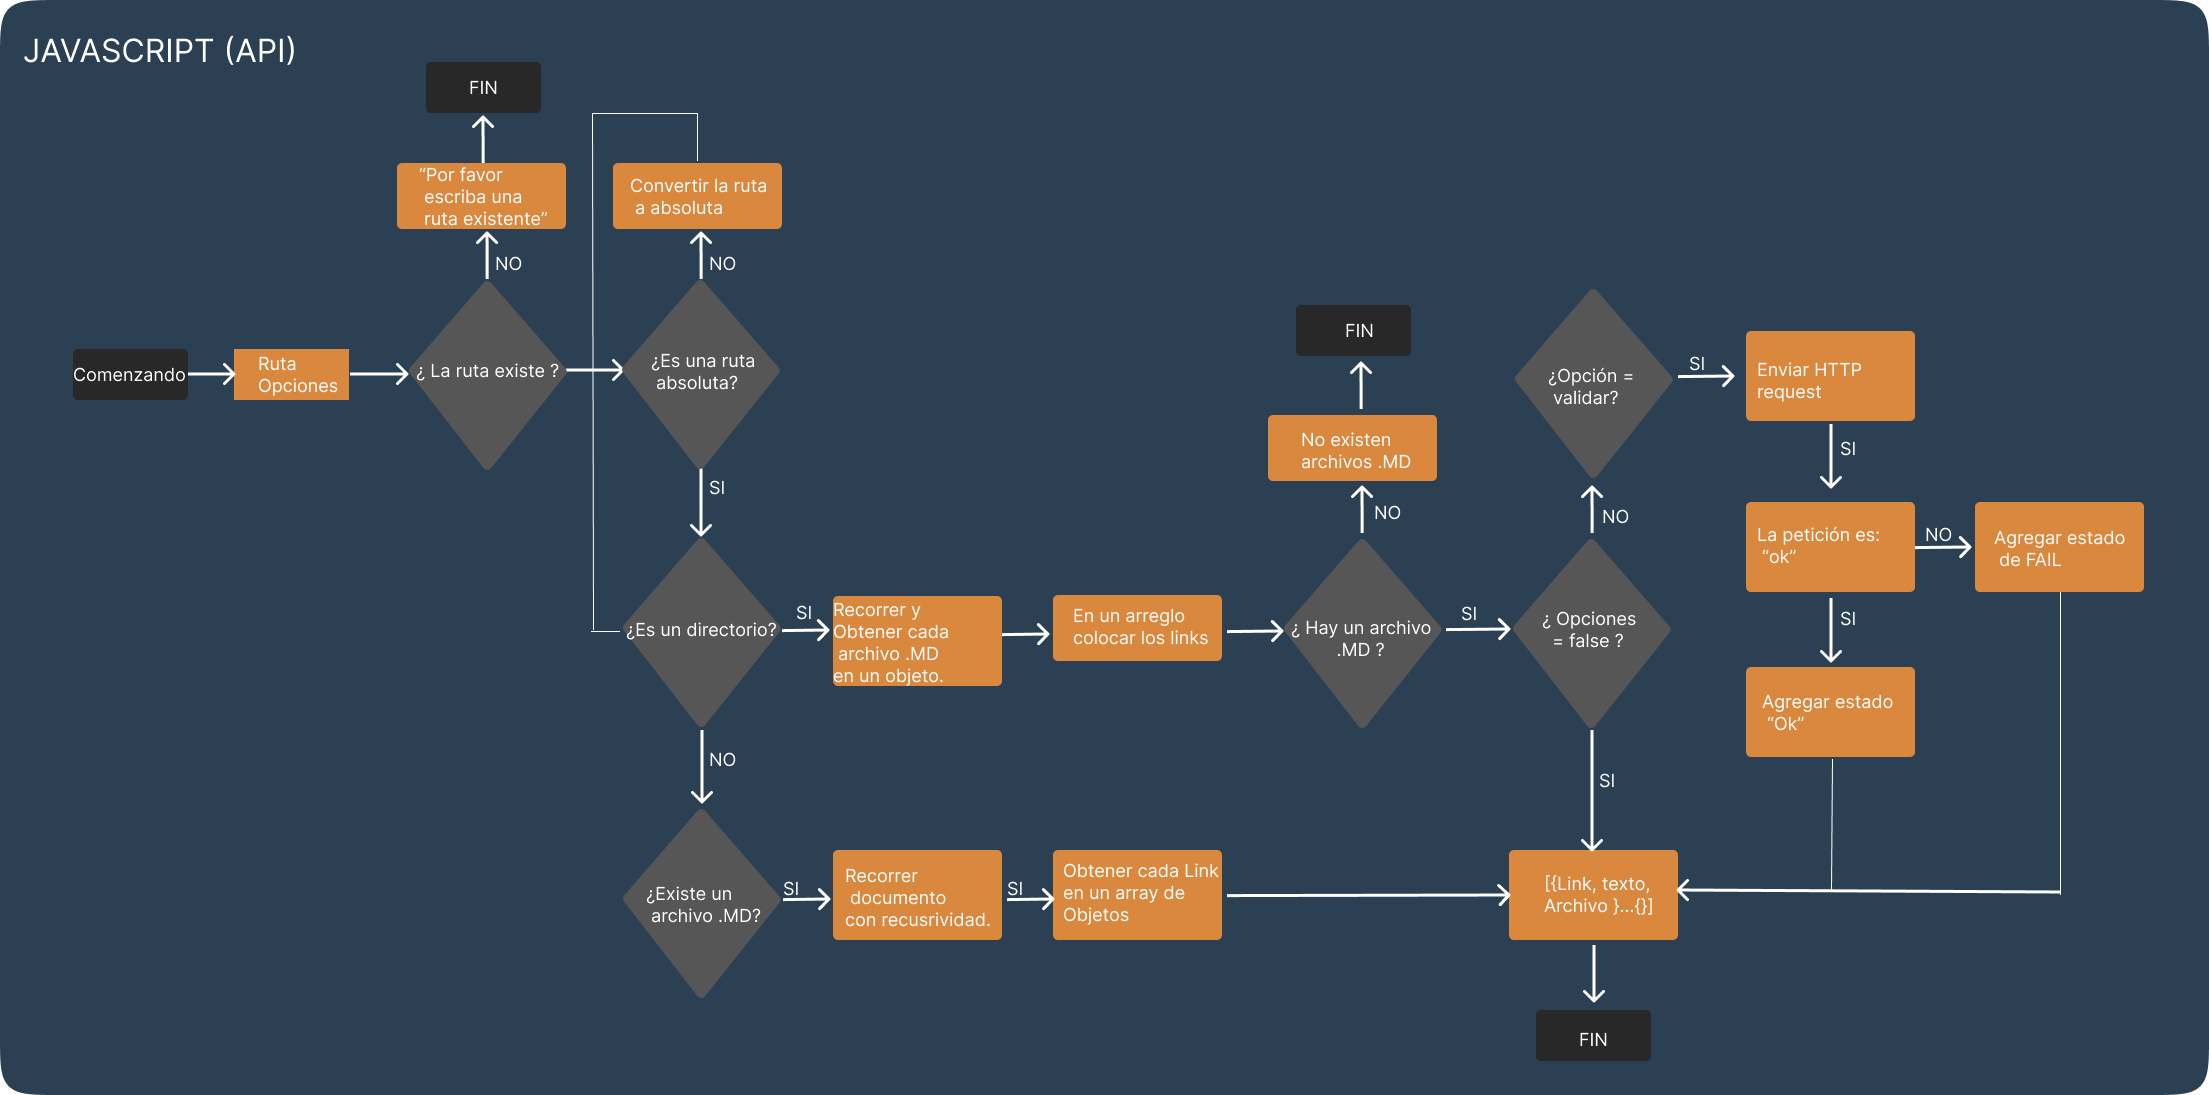 JAVASCRIPT (API)
FIN
“Por favor
escriba una
ruta existente”
Convertir la ruta
a absoluta
NO
NO
Comenzando
Ruta
Opciones
¿ La ruta existe ?
¿Es una ruta
absoluta?
SI
FIN
No existen
archivos .MD
NO
¿Opción =
validar?
SI
Enviar HTTP
request
SI
NO
La petición es:
“ok”
NO
Agregar estado
de FAIL
SI
¿Es un directorio?
SI
Recorrer y
Obtener cada
archivo .MD
en un objeto.
En un arreglo
colocar los links
¿ Hay un archivo
.MD ?
SI
¿ Opciones
= false ?
Agregar estado
“Ok”
NO
SI
¿Existe un
archivo .MD?
SI
Recorrer
documento
con recusrividad.
SI
Obtener cada Link
en un array de
Objetos
[{Link, texto,
Archivo }...{}]
FIN